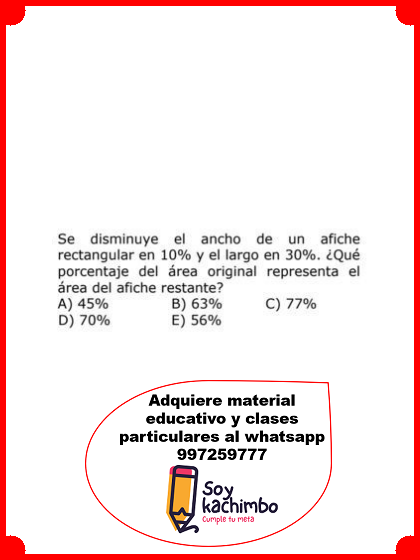 Se disminuye el ancho de un afiche
rectangular en 10% y el largo en 30%. ¿Qué
porcentaje del área original representa el
área del afiche restante?
A) 45% B) 63% C) 77%
D) 70% E) 56%
Adquiere material
educativo y clases
particulares al whatsapp
997259777
Soy
kachimbo
Cumple tu meta